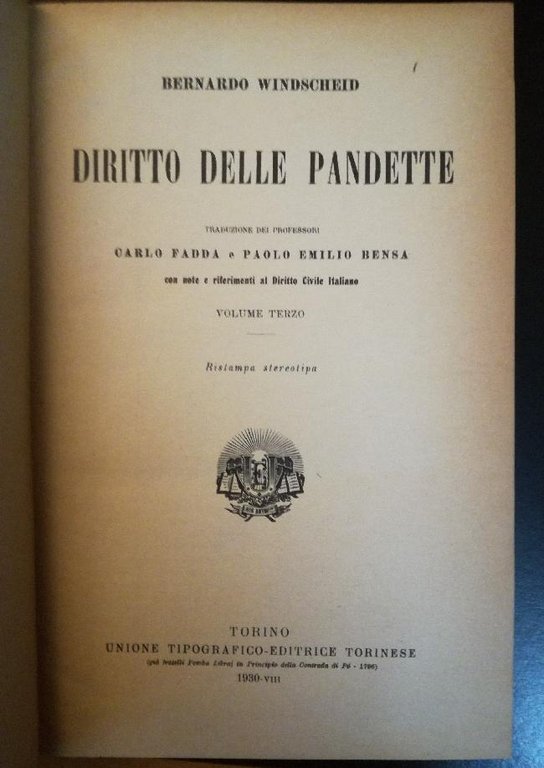 BERNARDO WINDSCHEID
DIRITTO DELLE PANDETTE
TRADUZIONE DEI PROFESSORI
CARLO FADDA e PAOLO EMILIO BENSA
con note e riferimenti al Diritto Civile Italiano
VOLUME TERZO
Ristampa stereotipa
TORINO
UNIONE TIPOGRAFICO-EDITRICE TORINESE
(già fratelli Pomba Libraj in Principio della Contrada di Pò - 1796)
1930-VIII